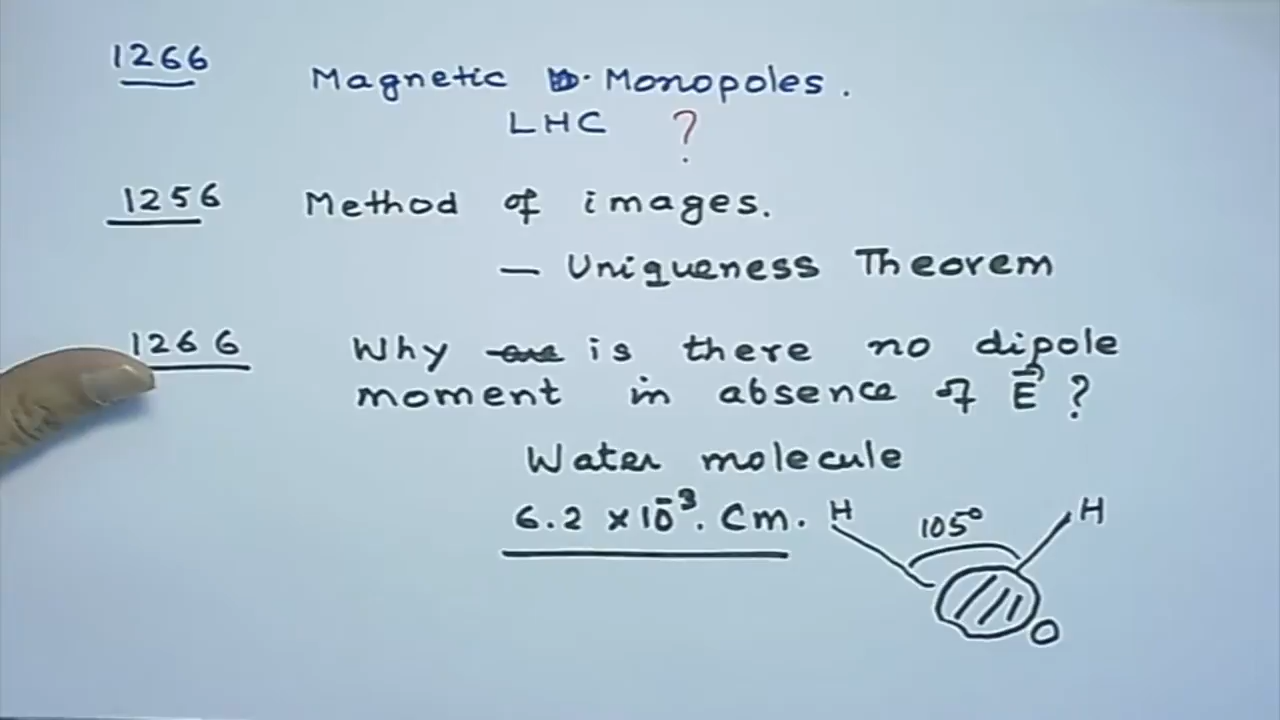 1266
Magnetic Monopoles.
LHC ?
1256 Method of images.
— Uniqueness Theorem
1266 Why are is there no dipole
moment in absence of E⃗ ?
Water molecule
6.2 × 10⁻³. Cm.
H 105° H
O